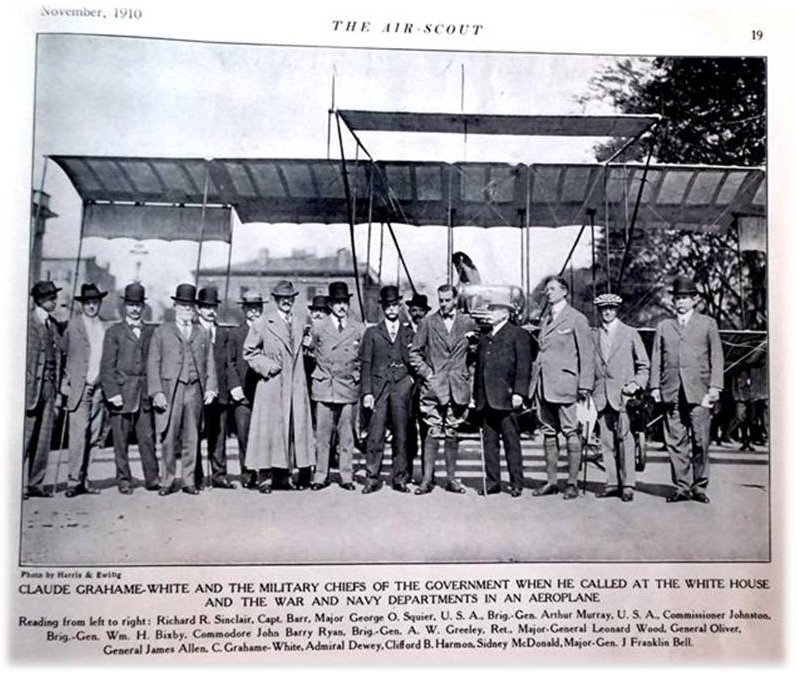 November, 1910
THE AIR-SCOUT
19
Photo by Harris & Ewing
CLAUDE GRAHAME-WHITE AND THE MILITARY CHIEFS OF THE GOVERNMENT WHEN HE CALLED AT THE WHITE HOUSE
AND THE WAR AND NAVY DEPARTMENTS IN AN AEROPLANE
Reading from left to right: Richard R. Sinclair, Capt. Barr, Major George O. Squier, U. S. A., Brig.-Gen. Arthur Murray, U. S. A., Commissioner Johnston,
Brig.-Gen. Wm. H. Bixby, Commodore John Barry Ryan, Brig.-Gen. A. W. Greeley, Ret., Major-General Leonard Wood, General Oliver,
General James Allen, C. Grahame-White, Admiral Dewey, Clifford B. Harmon, Sidney McDonald, Major-Gen. J Franklin Bell.